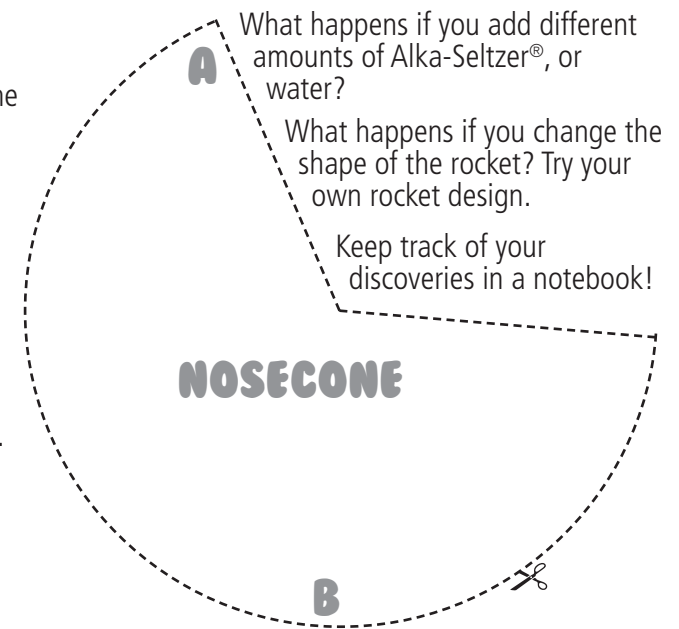 What happens if you add different
amounts of Alka-Seltzer®, or
water?
What happens if you change the
shape of the rocket? Try your
own rocket design.
Keep track of your
discoveries in a notebook!
A
NOSECONE
B